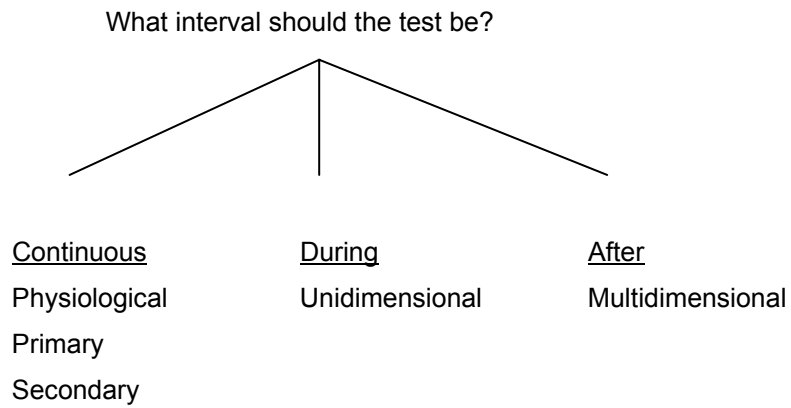 What interval should the test be?
Continuous
During
After
Physiological
Unidimensional
Multidimensional
Primary
Secondary